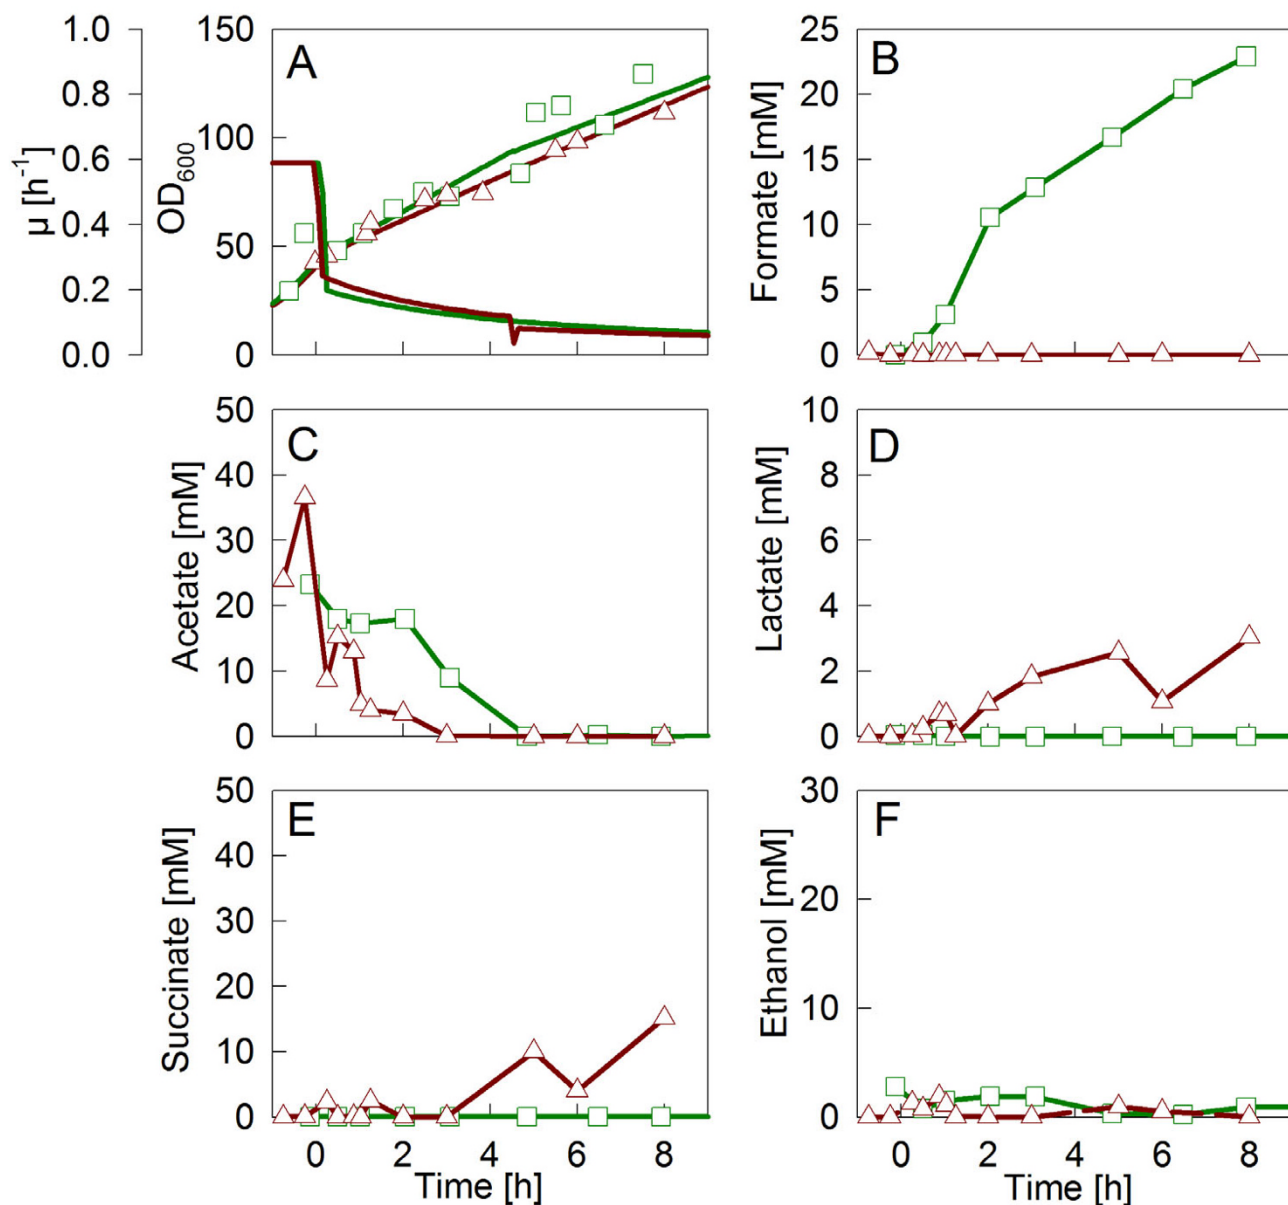 A
µ [h⁻¹]
1.0
0.8
0.6
0.4
0.2
0.0
OD₆₀₀
150
100
50
0
B
Formate [mM]
25
20
15
10
5
0
C
Acetate [mM]
50
40
30
20
10
0
D
Lactate [mM]
10
8
6
4
2
0
E
Succinate [mM]
50
40
30
20
10
0
0 2 4 6 8
Time [h]
F
Ethanol [mM]
30
20
10
0
0 2 4 6 8
Time [h]